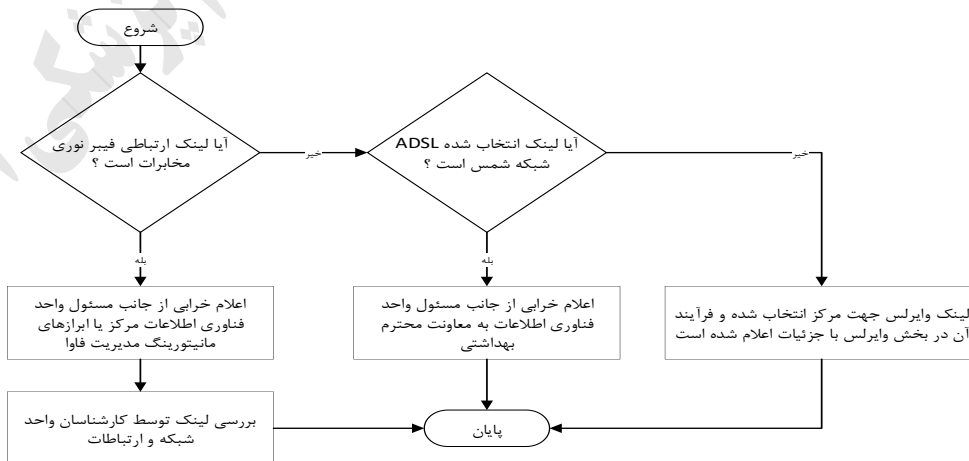 شروع
آیا لینک ارتباطی فیبر نوری
مخابرات است ؟
خیر
آیا لینک انتخاب شده ADSL
شبکه شمس است ؟
خیر
بله
بله
اعلام خرابی از جانب مسئول واحد
فناوری اطلاعات مرکز یا ابرازهای
مانیتورینگ مدیریت فاوا
اعلام خرابی از جانب مسئول واحد
فناوری اطلاعات به معاونت محترم
بهداشتی
لینک وایرلس جهت مرکز انتخاب شده و فرآیند
آن در بخش وایرلس با جزئیات اعلام شده است
بررسی لینک توسط کارشناسان واحد
شبکه و ارتباطات
پایان